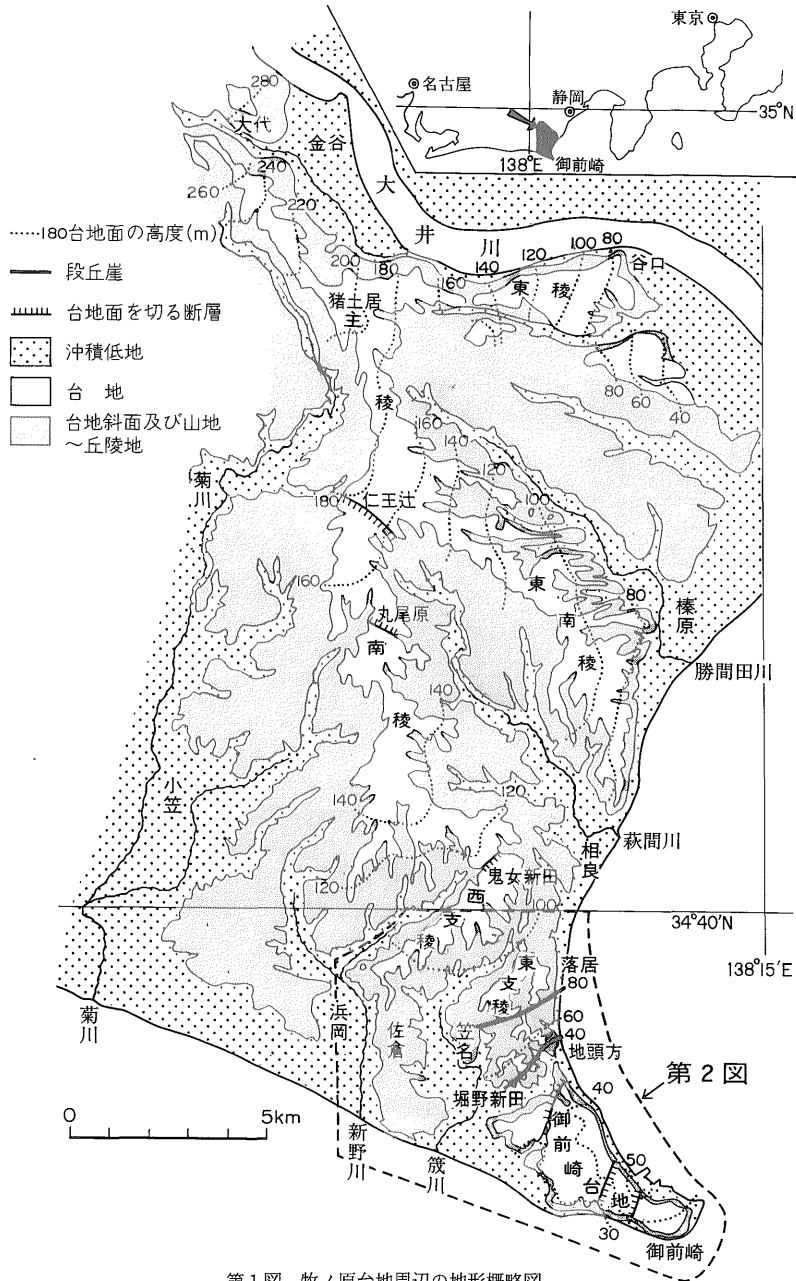 東京
名古屋
静岡
35°N
138°E
御前崎
280
大代
金谷
大
井
川
240
260
220
200
180
160
140
120
100
80
谷口
東
稜
180台地面の高度(m)
段丘崖
台地面を切る断層
沖積低地
台　地
台地斜面及び山地
～丘陵地
猪土居
主
稜
80
60
40
160
140
120
100
菊川
180
仁王辻
160
丸尾原
南
稜
東
南
稜
80
榛原
勝間田川
140
小笠
140
120
萩間川
相良
鬼女新田
120
西
支
稜
100
34°40'N
138°15'E
東
支
稜
落居
80
60
40
地頭方
菊川
浜岡
佐倉
笠名
堀野新田
第2図
40
御
前
崎
台
地
50
30
0
5km
新野川
筬川
御前崎
第1図　牧ノ原台地周辺の地形概略図